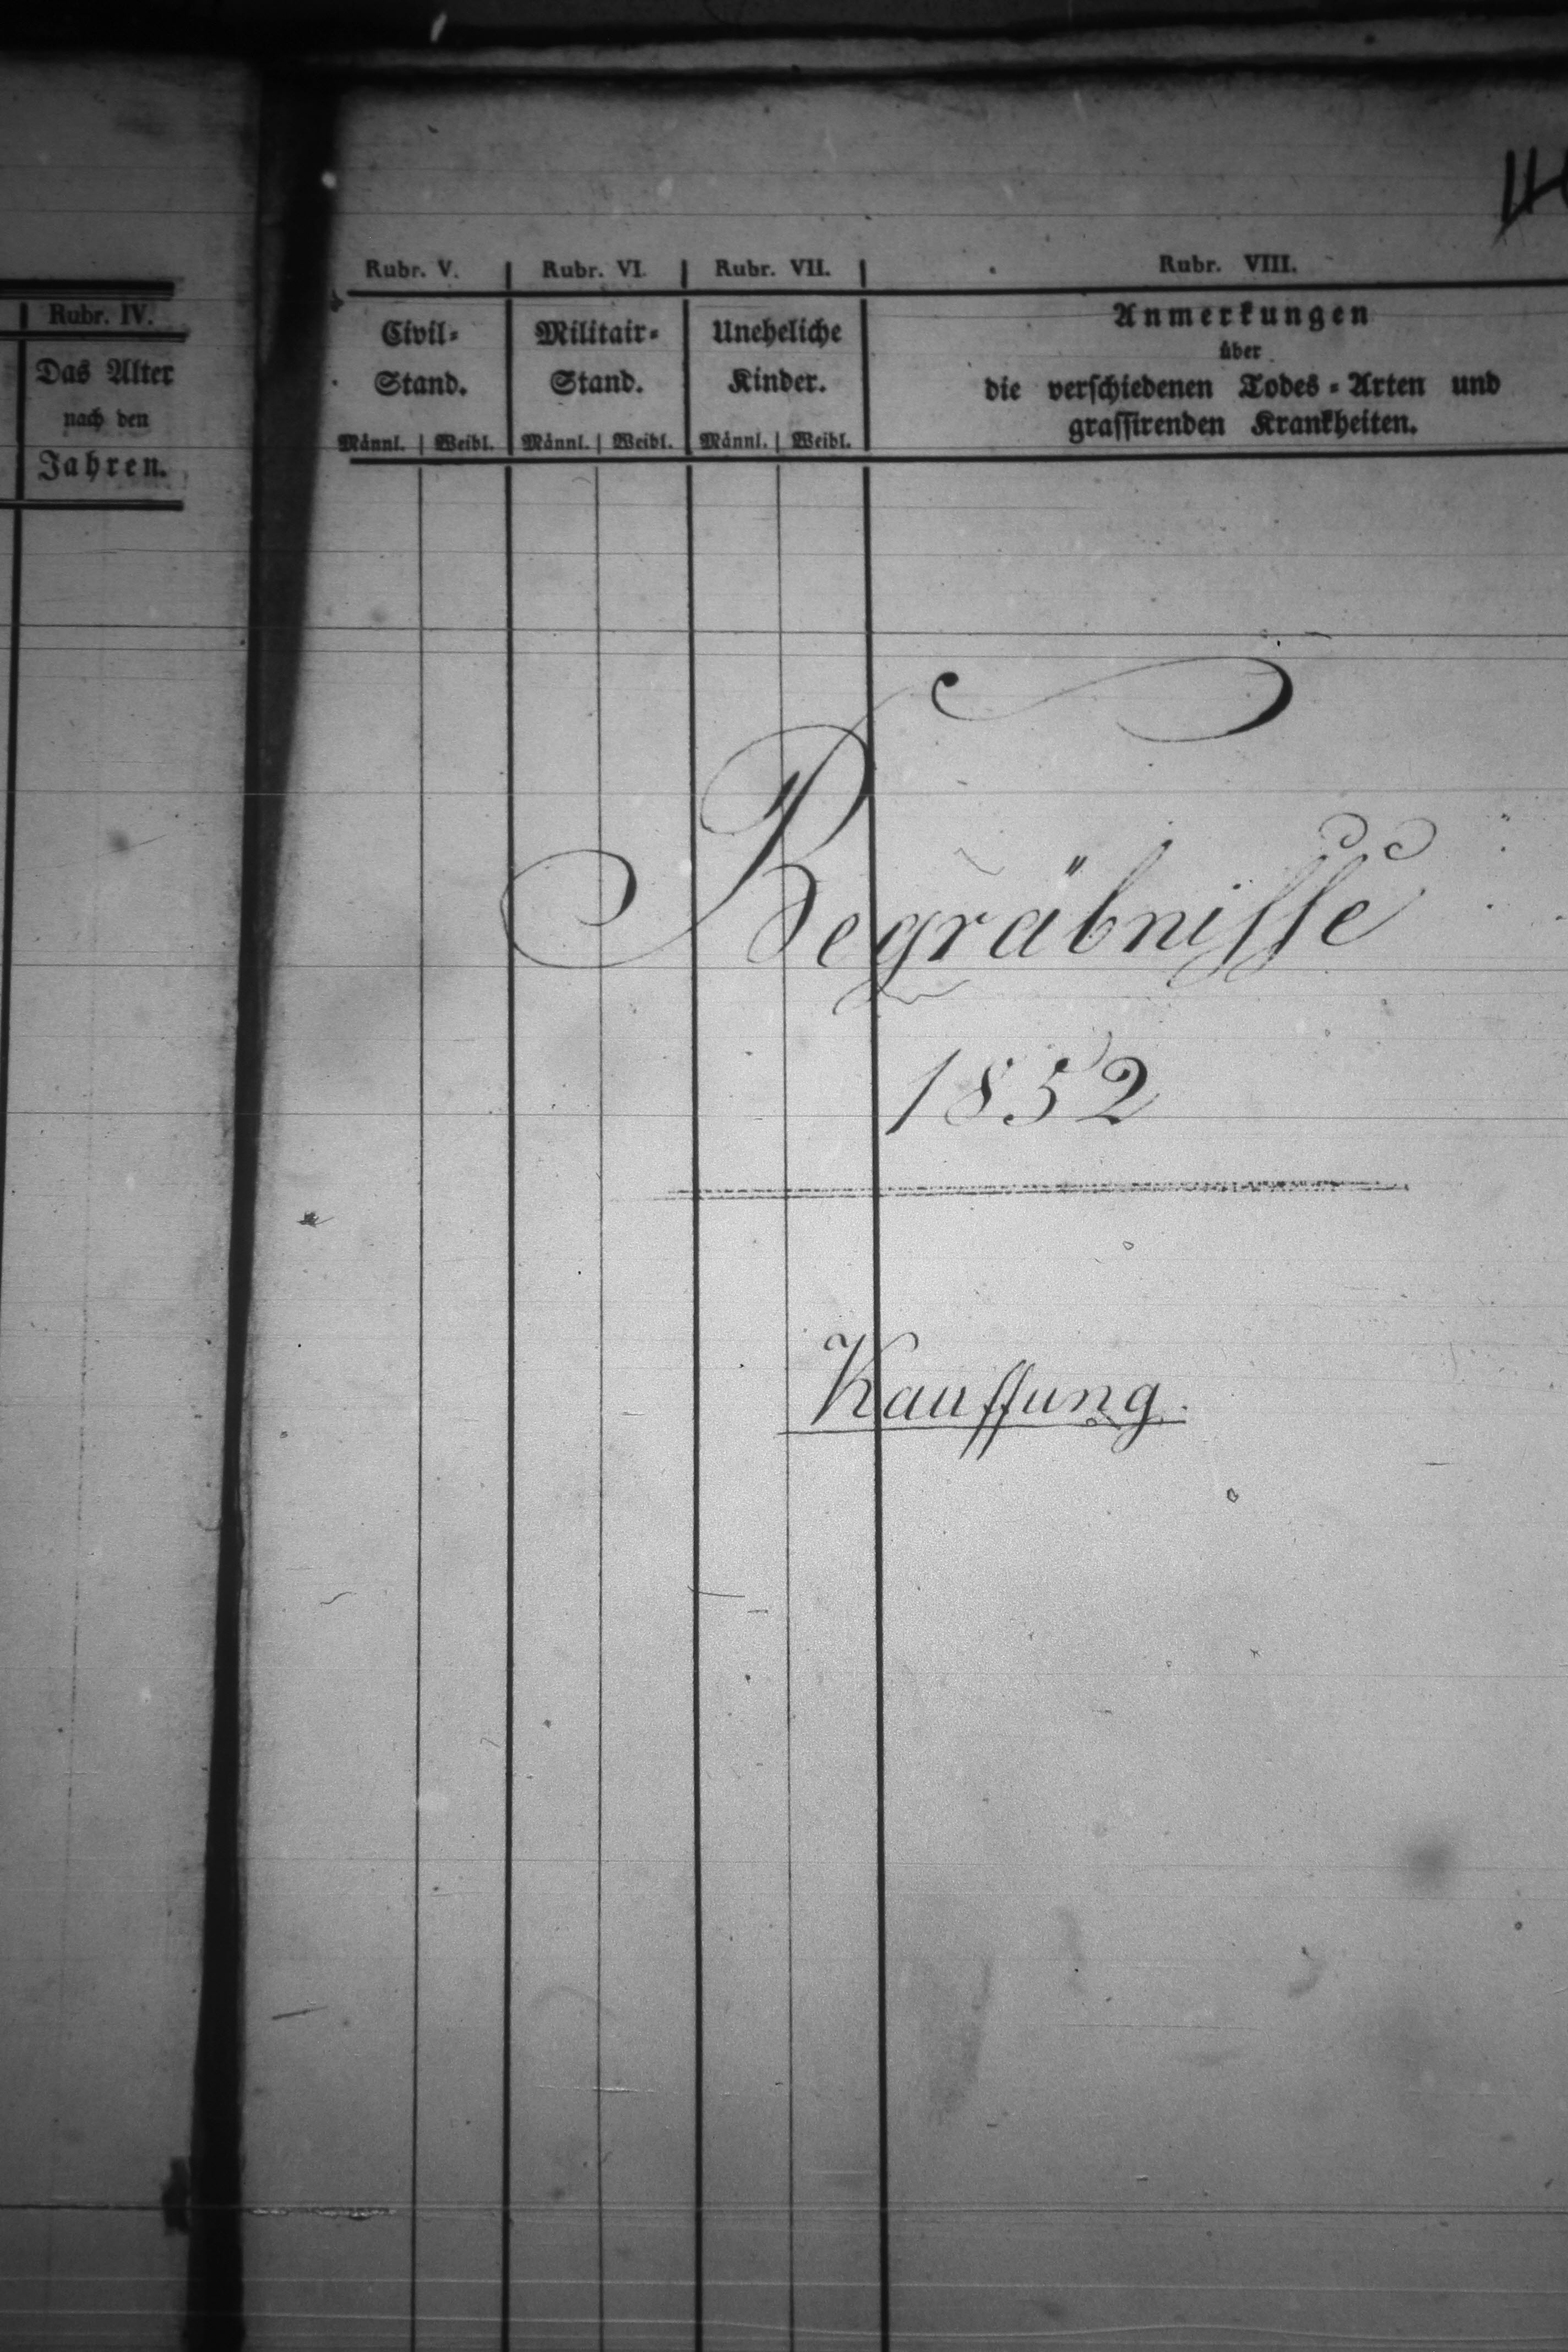 Rubr. IV.
Das Alter
nach den
Jahren.
Rubr. V. Rubr. VI. Rubr. VII. Rubr. VIII.
Civil- Militair- Uneheliche Anmerkungen
über
Stand. Stand. Kinder. die verschiedenen Todes-Arten und
grassirenden Krankheiten.
Männl. Weibl. Männl. Weibl. Männl. Weibl.
Begräbnisse
1852
Kauffung.